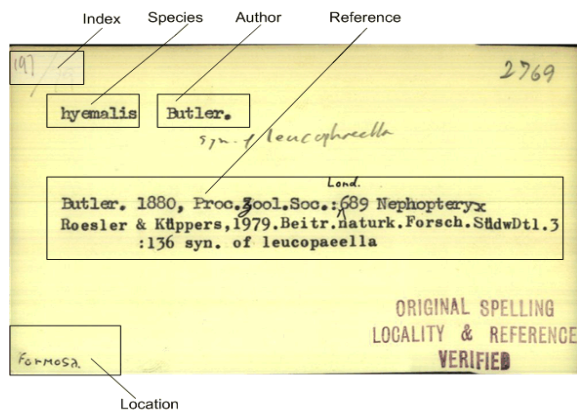 Index Species Author Reference
197
2769
hyemalis Butler.
syn. of leucophaeella
Lond.
Butler. 1880, Proc.Zool.Soc.:689 Nephopteryx
Roesler & Küppers,1979.Beitr.naturk.Forsch.SüdwDtl.3
:136 syn. of leucopaeella
ORIGINAL SPELLING
LOCALITY & REFERENCE
VERIFIED
Formosa.
Location